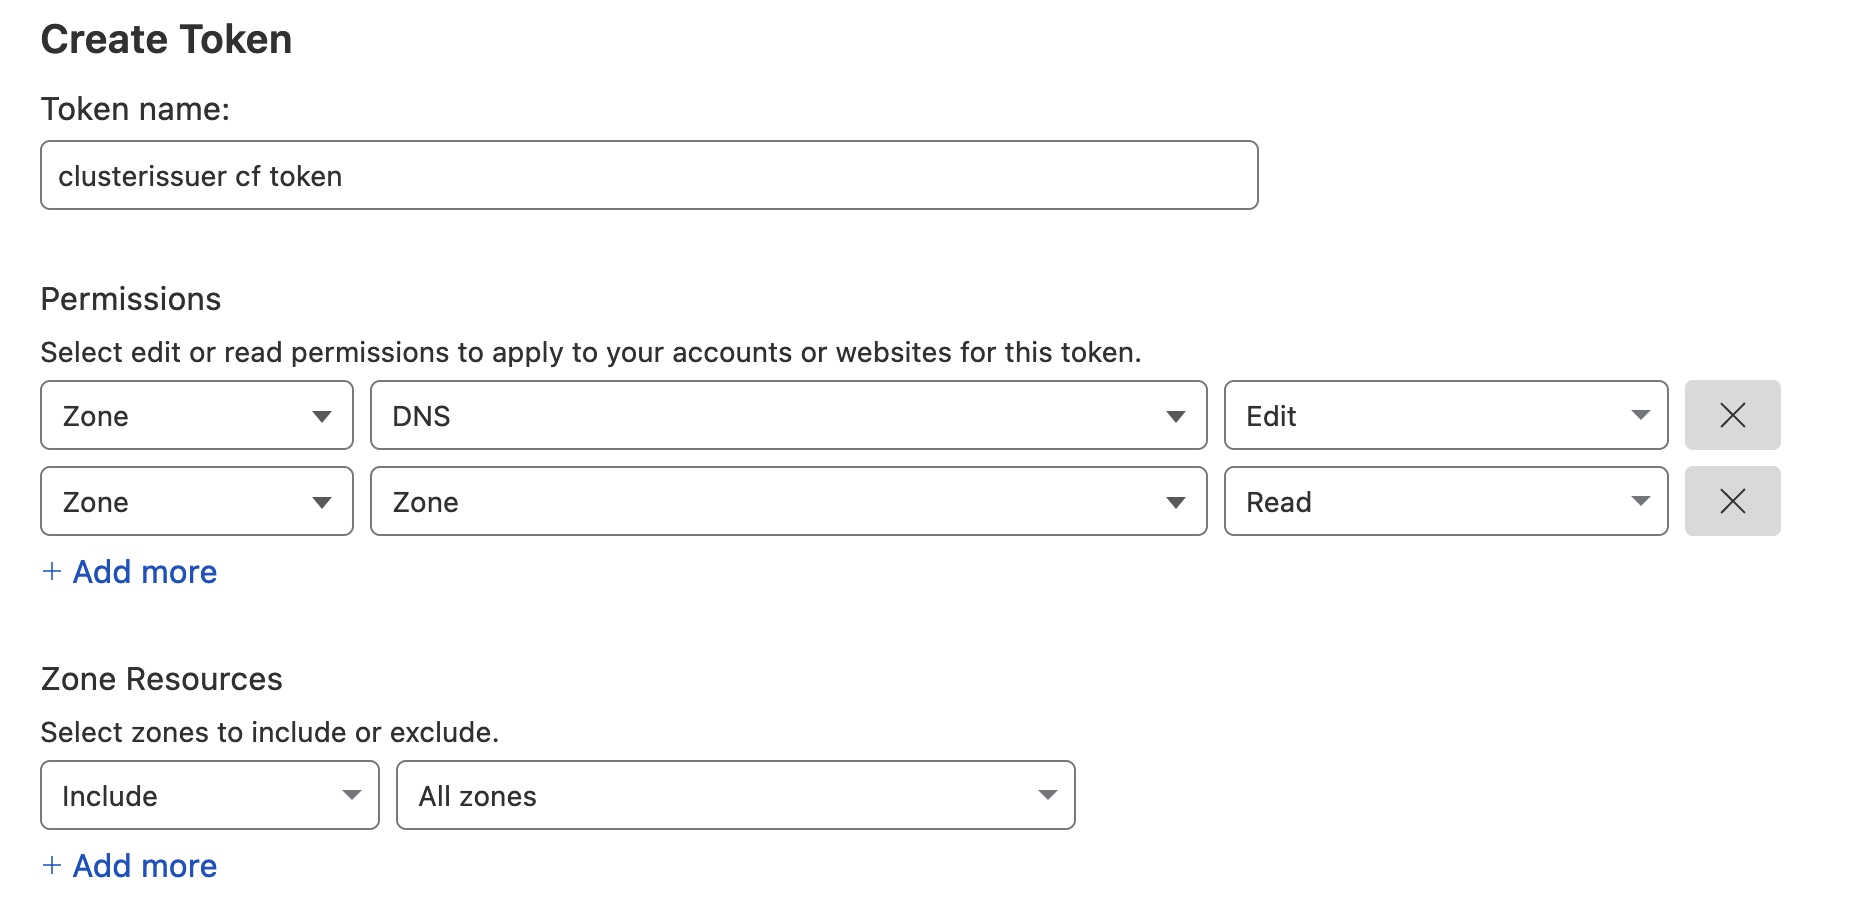 Create Token
Token name:
clusterissuer cf token
Permissions
Select edit or read permissions to apply to your accounts or websites for this token.
Zone DNS Edit
Zone Zone Read
+ Add more
Zone Resources
Select zones to include or exclude.
Include All zones
+ Add more